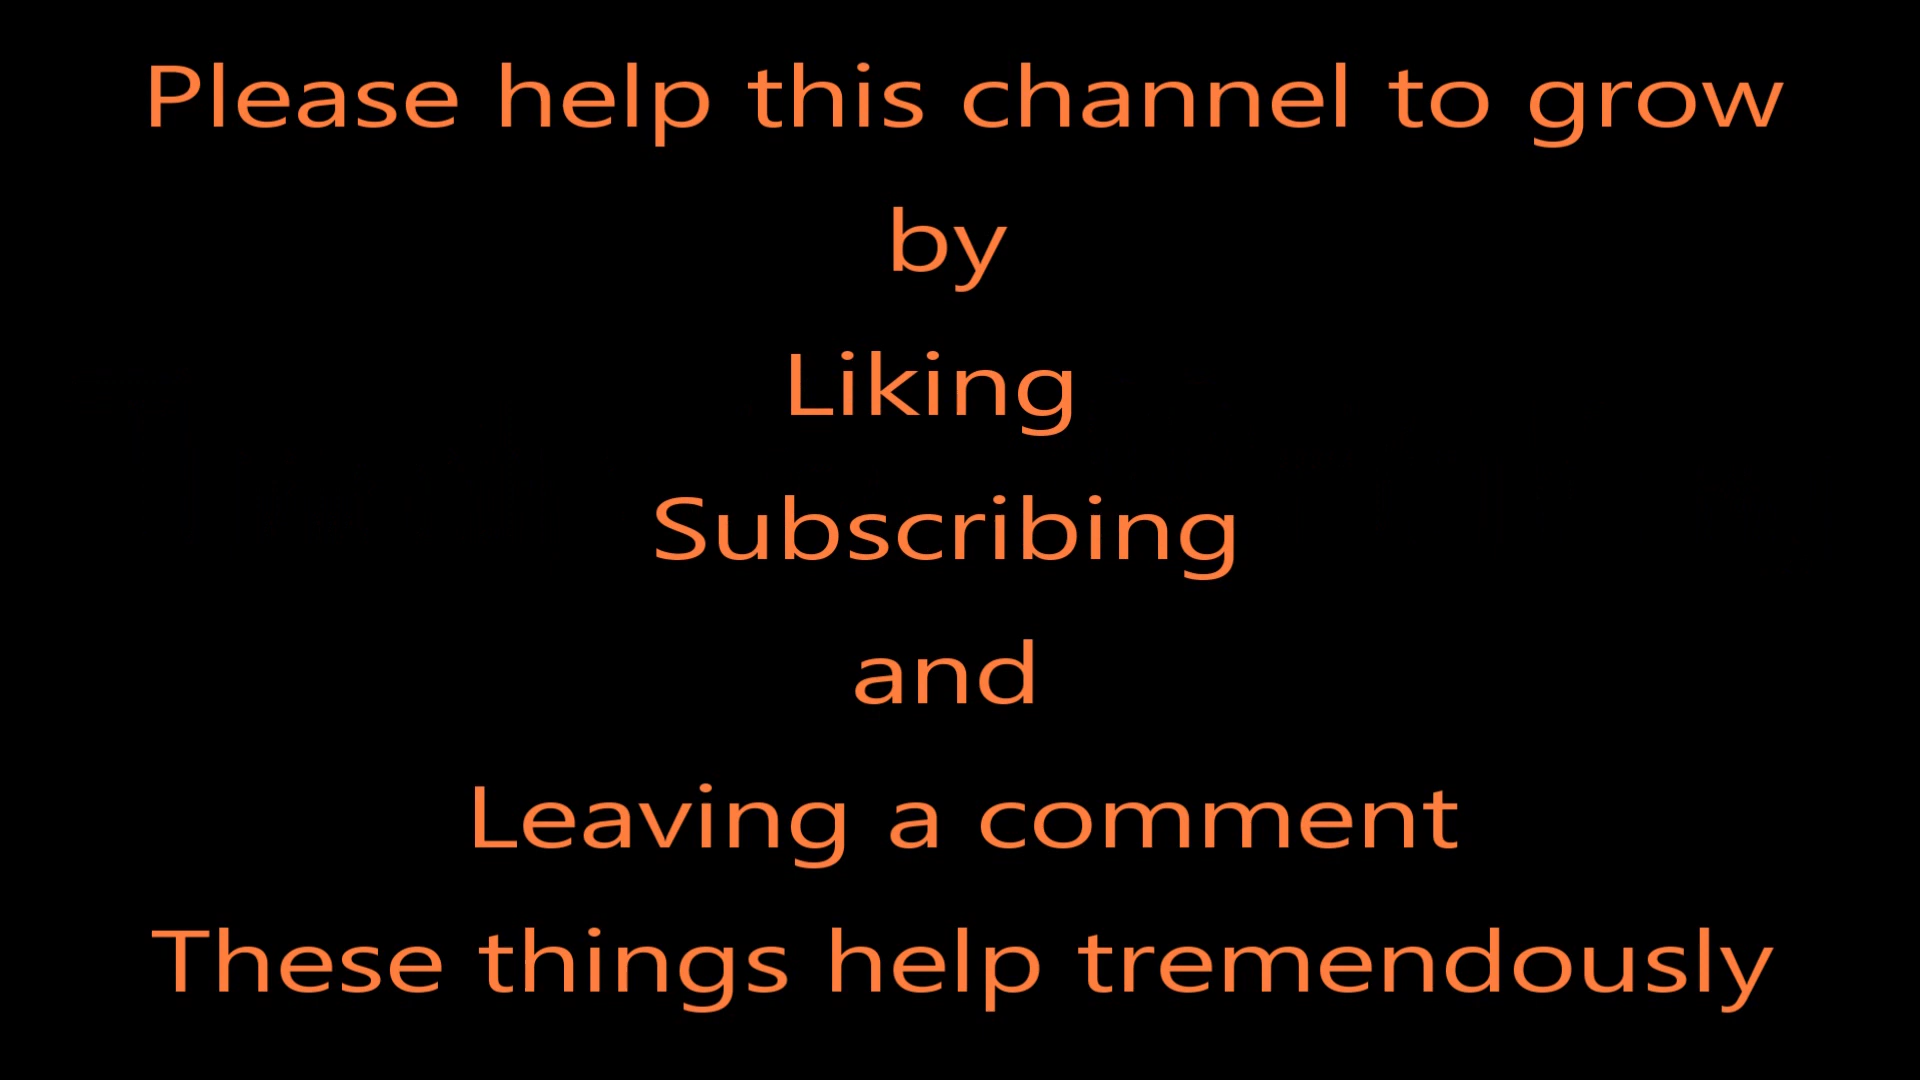 Please help this channel to grow
by
Liking
Subscribing
and
Leaving a comment
These things help tremendously